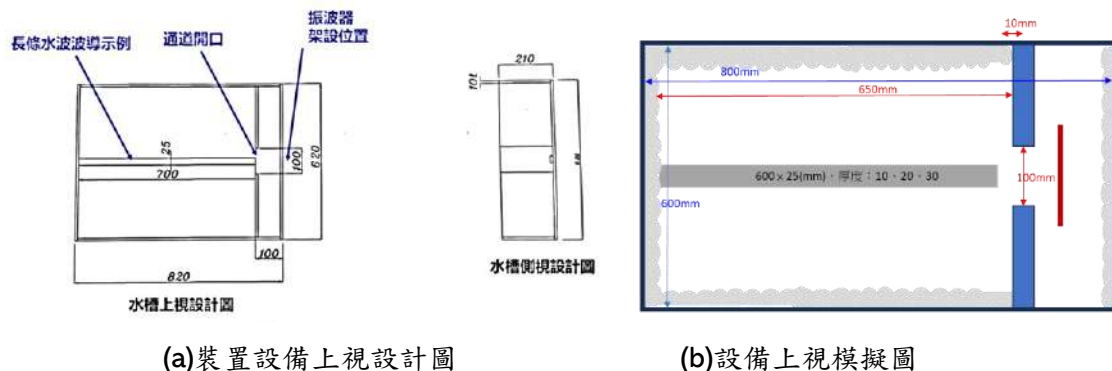 長條水波波導示例
通道開口
振波器
架設位置
25
700
100
620
100
820
水槽上視設計圖
210
10
水槽側視設計圖
10mm
800mm
650mm
600×25(mm),厚度:10、20、30
100mm
600mm
(a)裝置設備上視設計圖
(b)設備上視模擬圖